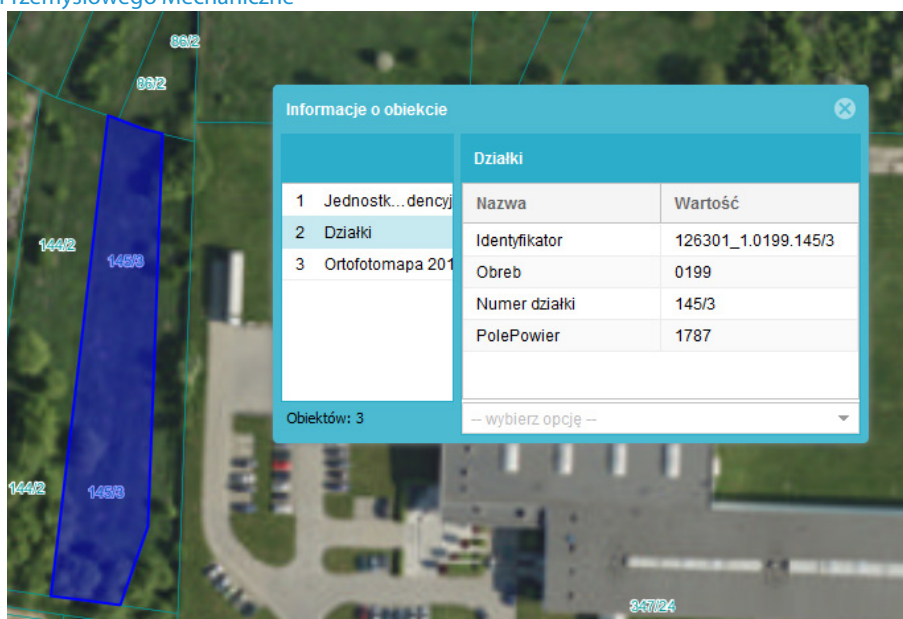 Przemysłowego Mechaniczne
86/2
86/2
Informacje o obiekcie
Działki
1 Jednostk...dencyj
2 Działki
3 Ortofotomapa 201
Nazwa Wartość
Identyfikator 126301_1.0199.145/3
Obreb 0199
Numer działki 145/3
PolePowier 1787
Obiektów: 3
-- wybierz opcję --
144/2
145/3
144/2
145/3
347/24